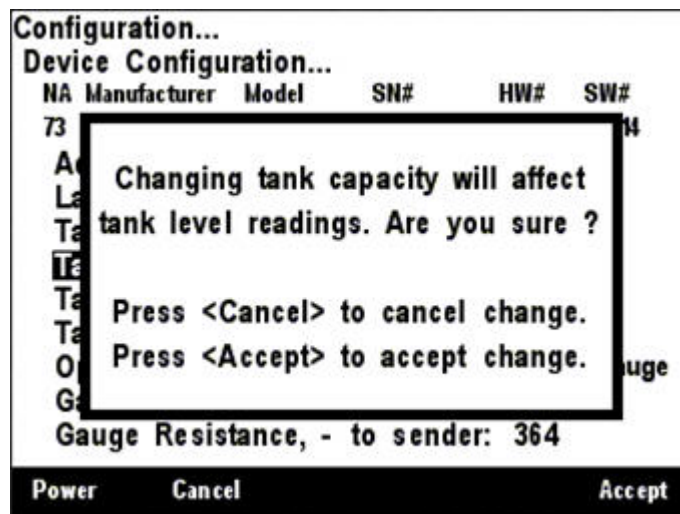 Configuration...
Device Configuration...
NA Manufacturer Model SN# HW# SW#
73
Changing tank capacity will affect
tank level readings. Are you sure ?
Press <Cancel> to cancel change.
Press <Accept> to accept change.
Gauge Resistance, - to sender: 364
Power Cancel Accept